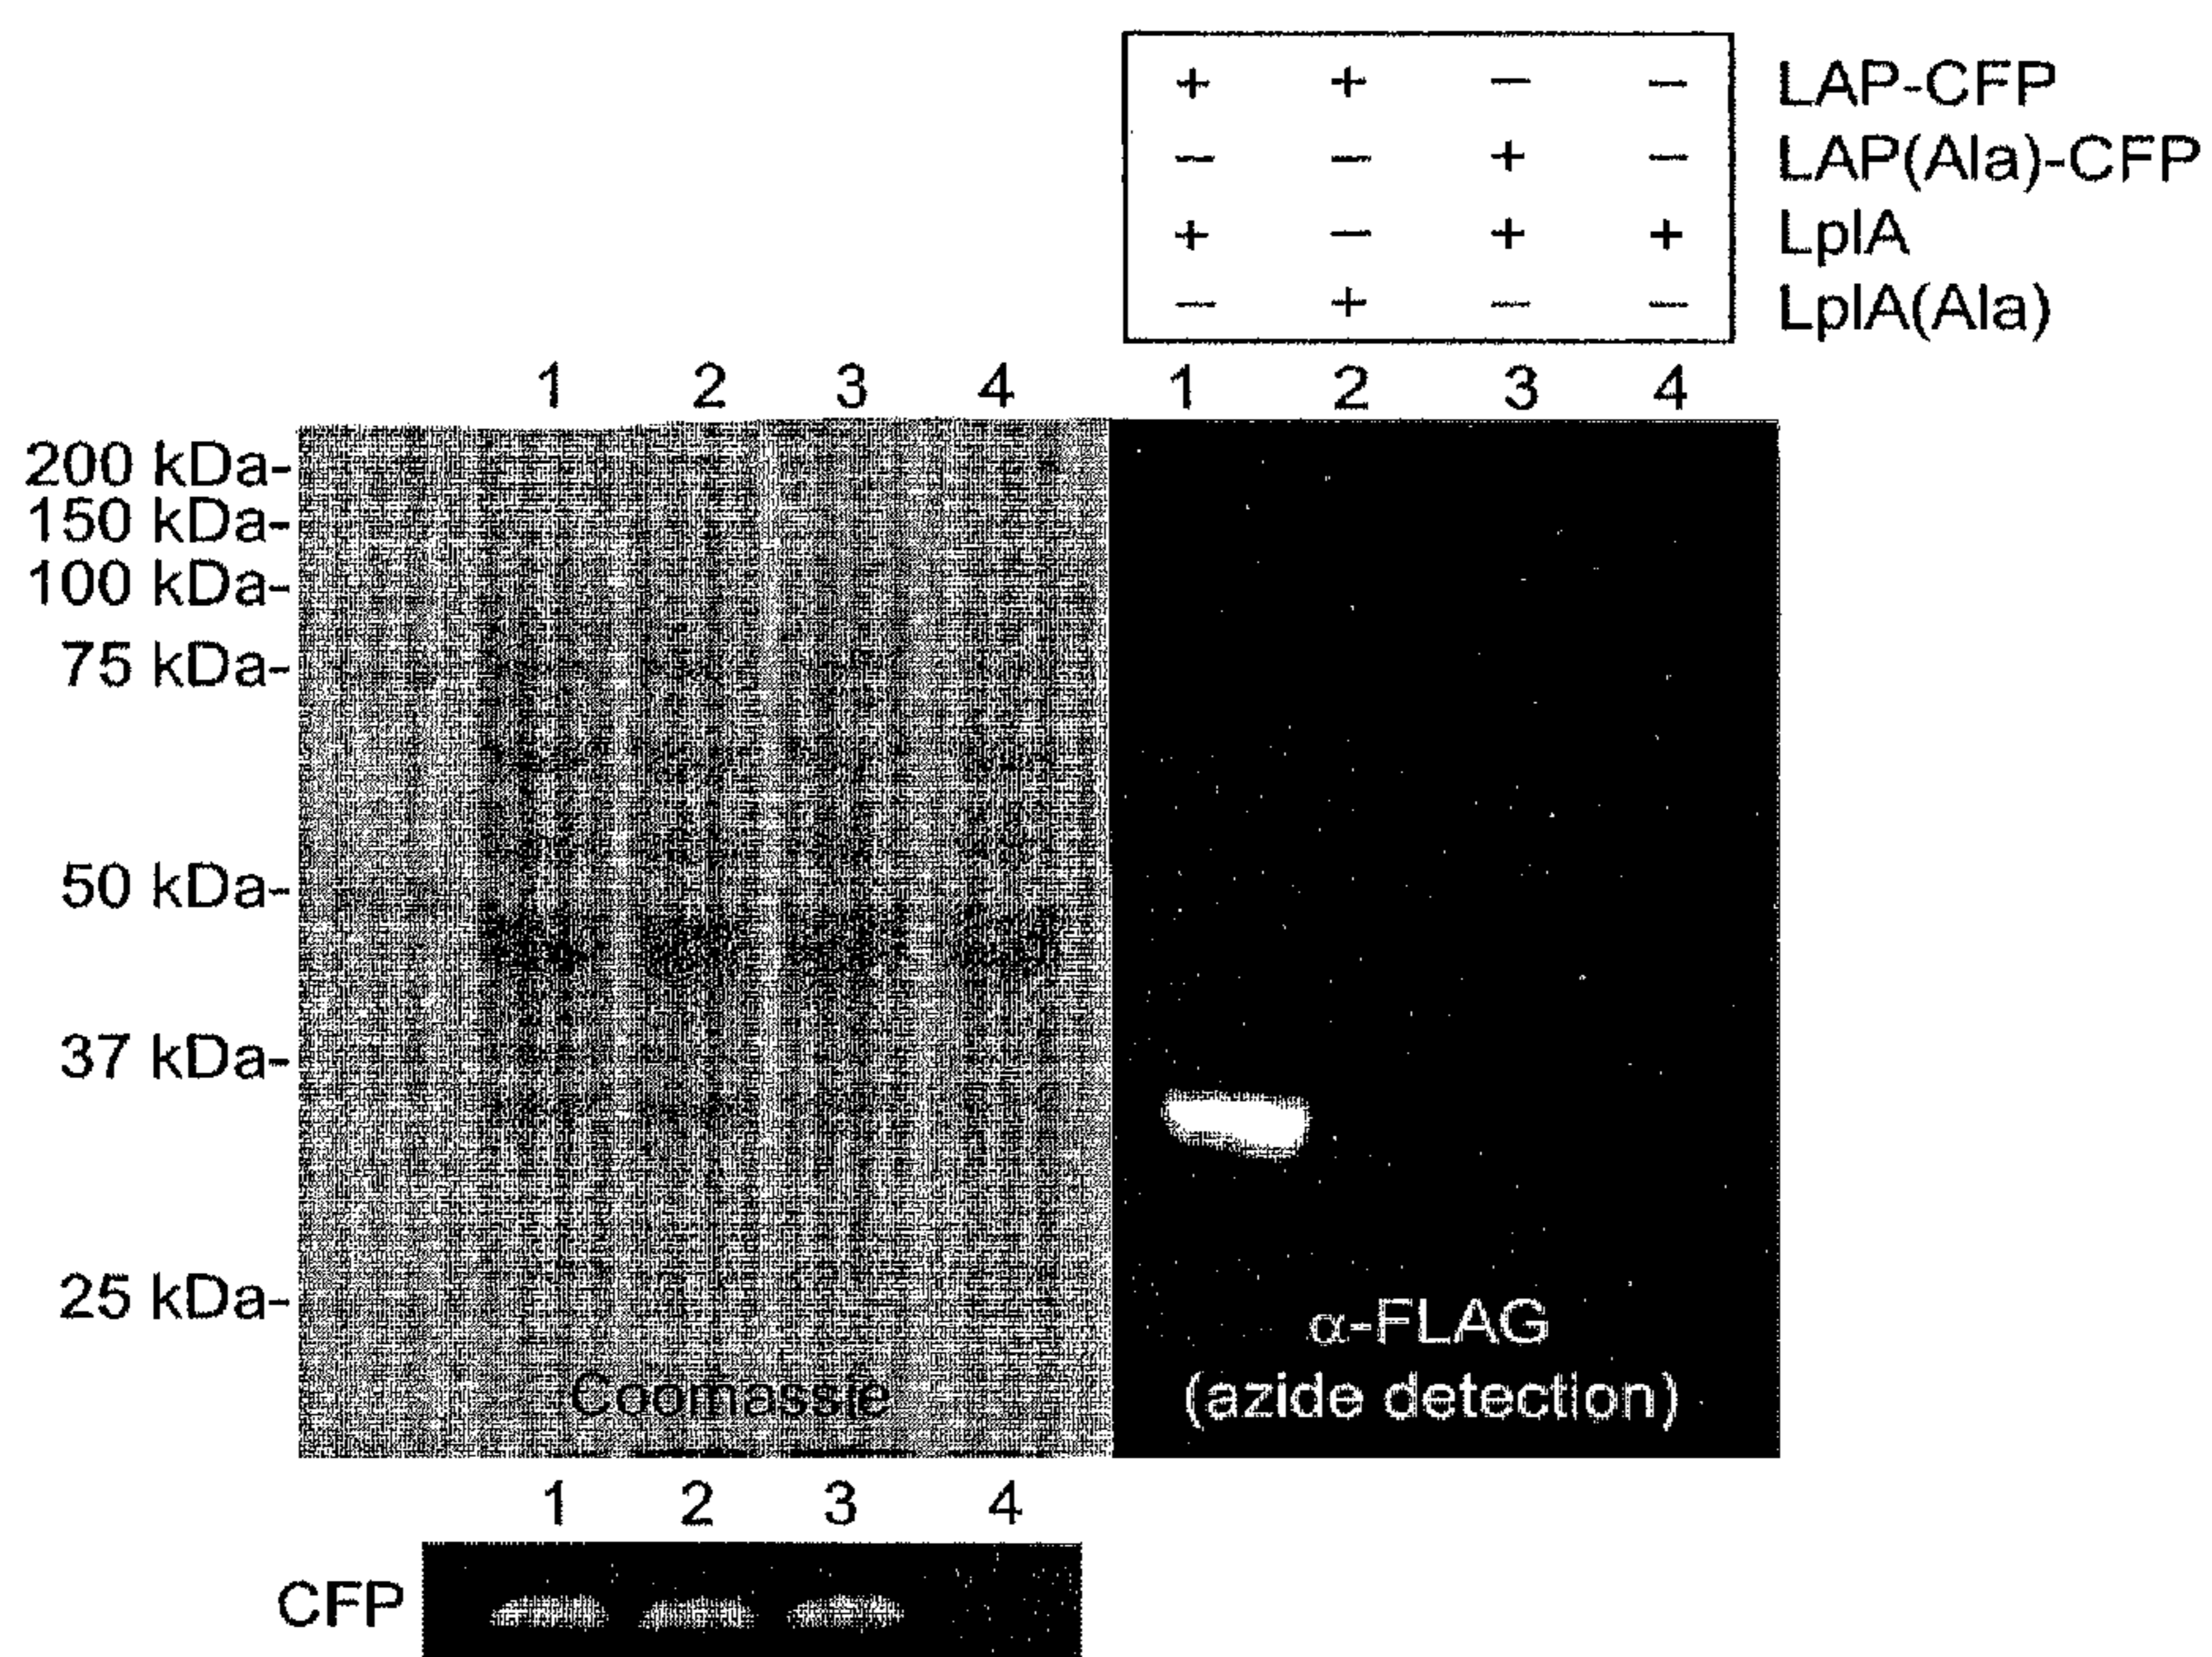 + + − − LAP-CFP
− − + − LAP(Ala)-CFP
+ − + + LplA
− + − − LplA(Ala)
1 2 3 4 1 2 3 4
200 kDa-
150 kDa-
100 kDa-
75 kDa-
50 kDa-
37 kDa-
25 kDa-
α-FLAG
Coomassie (azide detection)
1 2 3 4
CFP